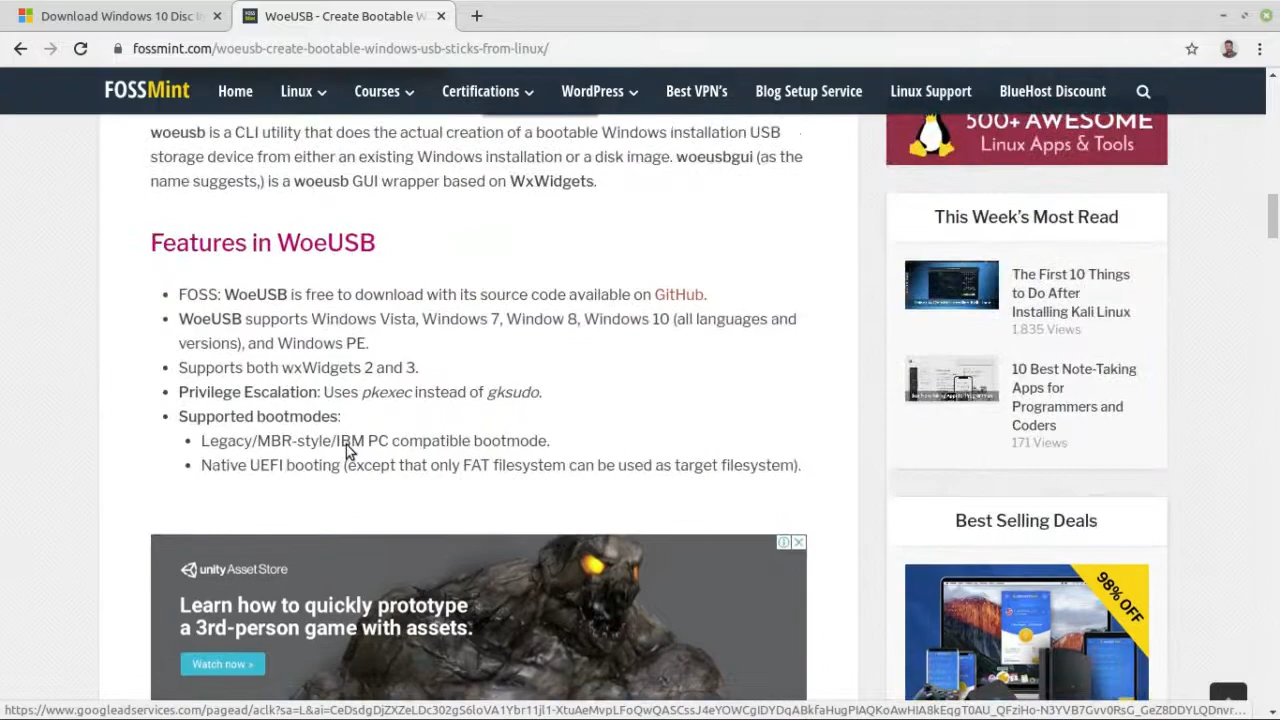 Download Windows 10 Disc I
WoeUSB - Create Bootable W
fossmint.com/woeusb-create-bootable-windows-usb-sticks-from-linux/
FOSSMint Home Linux Courses Certifications WordPress Best VPN's Blog Setup Service Linux Support BlueHost Discount
woeusb is a CLI utility that does the actual creation of a bootable Windows installation USB
storage device from either an existing Windows installation or a disk image. woeusbgui (as the
name suggests,) is a woeusb GUI wrapper based on WxWidgets.
Features in WoeUSB
FOSS: WoeUSB is free to download with its source code available on GitHub.
WoeUSB supports Windows Vista, Windows 7, Window 8, Windows 10 (all languages and
versions), and Windows PE.
Supports both wxWidgets 2 and 3.
Privilege Escalation: Uses pkexec instead of gksudo.
Supported bootmodes:
Legacy/MBR-style/IBM PC compatible bootmode.
Native UEFI booting (except that only FAT filesystem can be used as target filesystem).
unity Asset Store
Learn how to quickly prototype
a 3rd-person game with assets.
Watch now »
500+ AWESOME
Linux Apps & Tools
This Week's Most Read
The First 10 Things
to Do After
Installing Kali Linux
1.835 Views
10 Best Note-Taking
Apps for
Programmers and
Coders
171 Views
Best Selling Deals
98% OFF